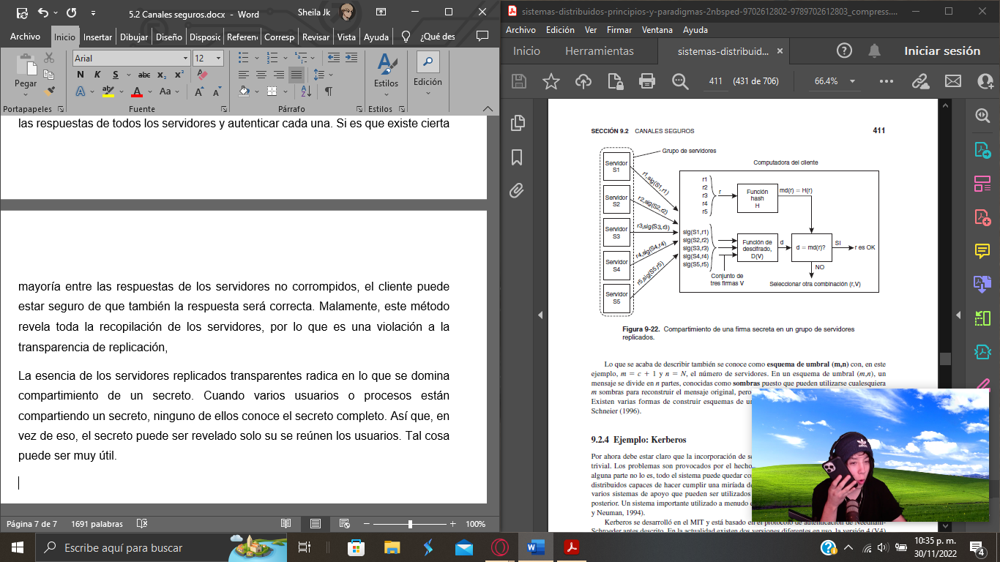 5.2 Canales seguros.docx - Word
Sheila Jk
Archivo Inicio Insertar Dibujar Diseño Disposic Referen Corresp Revisar Vista Ayuda ¿Qué des
Pegar
Arial
12
N K S abc x₂ x²
A ab A Aa A A
Estilos
Edición
Portapapeles
Fuente
Párrafo
Estilos
las respuestas de todos los servidores y autenticar cada una. Si es que existe cierta
mayoría entre las respuestas de los servidores no corrompidos, el cliente puede
estar seguro de que también la respuesta será correcta. Malamente, este método
revela toda la recopilación de los servidores, por lo que es una violación a la
transparencia de replicación,
La esencia de los servidores replicados transparentes radica en lo que se domina
compartimiento de un secreto. Cuando varios usuarios o procesos están
compartiendo un secreto, ninguno de ellos conoce el secreto completo. Así que, en
vez de eso, el secreto puede ser revelado solo su se reúnen los usuarios. Tal cosa
puede ser muy útil.
Página 7 de 7 1691 palabras
100%
sistemas-distribuidos-principios-y-paradigmas-2nbsped-9702612802-9789702612803_compress....
Archivo Edición Ver Firmar Ventana Ayuda
Inicio Herramientas sistemas-distribuid... Iniciar sesión
411 (431 de 706) 66.4%
SECCIÓN 9.2 CANALES SEGUROS 411
Grupo de servidores
Computadora del cliente
Servidor
S1
Servidor
S2
Servidor
S3
Servidor
S4
Servidor
S5
r1,sig(S1,r1)
r2,sig(S2,r2)
r3,sig(S3,r3)
r4,sig(S4,r4)
r5,sig(S5,r5)
r1
r2
r3
r4
r5
r
Función
hash
H
md(r) = H(r)
sig(S1,r1)
sig(S2,r2)
sig(S3,r3)
sig(S4,r4)
sig(S5,r5)
Función de
descifrado,
D(V)
d
d = md(r)?
SI
r es OK
NO
Conjunto de
tres firmas V
Seleccionar otra combinación (r,V)
Figura 9-22. Compartimiento de una firma secreta en un grupo de servidores
replicados.
Lo que se acaba de describir también se conoce como esquema de umbral (m,n) con, en este
ejemplo, m = c + 1 y n = N, el número de servidores. En un esquema de umbral (m,n), un
mensaje se divide en n partes, conocidas como sombras puesto que pueden utilizarse cualesquiera
m sombras para reconstruir el mensaje original, pero
Existen varias formas de construir esquemas de
Schneier (1996).
9.2.4 Ejemplo: Kerberos
Por ahora debe estar claro que la incorporación de
trivial. Los problemas son provocados por el hecho
alguna parte no lo es, todo el sistema puede quedar
distribuidos capaces de hacer cumplir una miríada de
varios sistemas de apoyo que pueden ser utilizados
posterior. Un sistema importante utilizado a menudo
y Neuman, 1994).
Kerberos se desarrolló en el MIT y está basado en el protocolo de autenticación de Needham-
Schroeder antes descrito. En la actualidad existen dos versiones diferentes en uso, la versión 4 (V4)
adidas
Escribe aquí para buscar
10:35 p. m.
30/11/2022
4